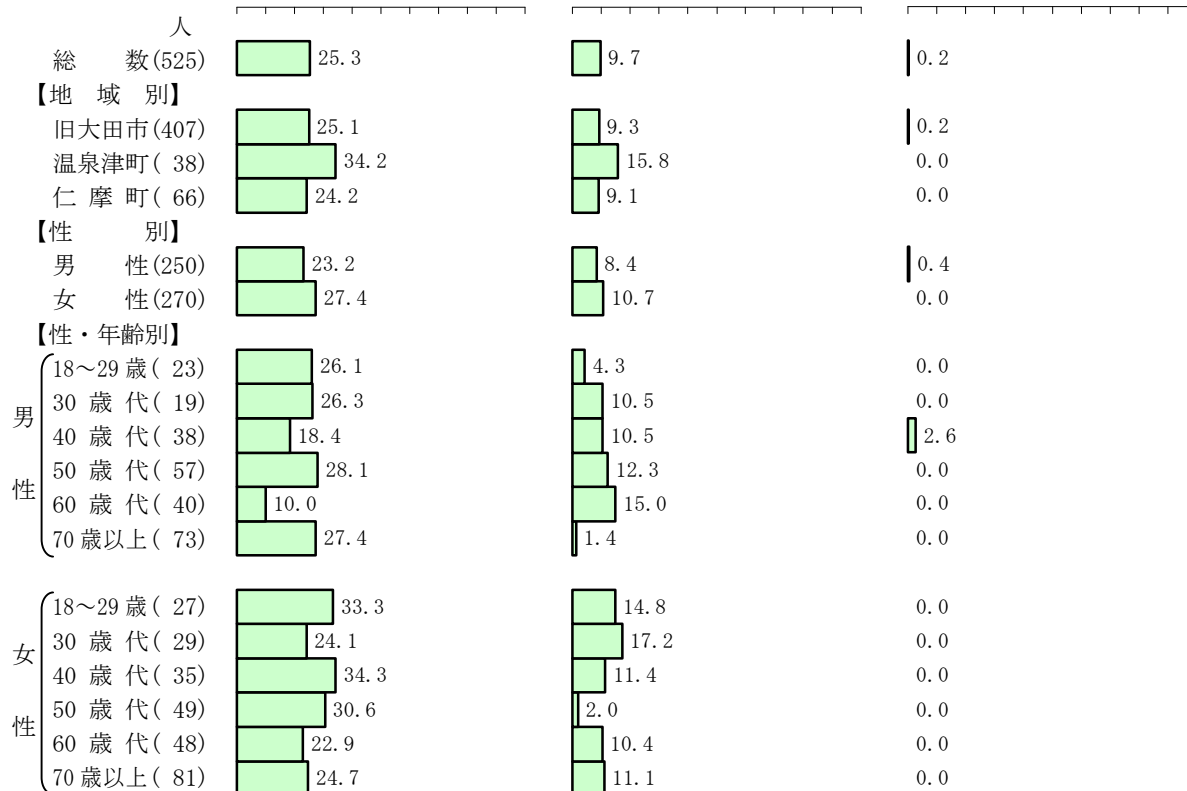 人
総 数(525) 25.3 9.7 0.2
【地 域 別】
旧大田市(407) 25.1 9.3 0.2
温泉津町( 38) 34.2 15.8 0.0
仁 摩 町( 66) 24.2 9.1 0.0
【性 別】
男 性(250) 23.2 8.4 0.4
女 性(270) 27.4 10.7 0.0
【性・年齢別】
男性
18～29歳( 23) 26.1 4.3 0.0
30 歳 代( 19) 26.3 10.5 0.0
40 歳 代( 38) 18.4 10.5 2.6
50 歳 代( 57) 28.1 12.3 0.0
60 歳 代( 40) 10.0 15.0 0.0
70歳以上( 73) 27.4 1.4 0.0
女性
18～29歳( 27) 33.3 14.8 0.0
30 歳 代( 29) 24.1 17.2 0.0
40 歳 代( 35) 34.3 11.4 0.0
50 歳 代( 49) 30.6 2.0 0.0
60 歳 代( 48) 22.9 10.4 0.0
70歳以上( 81) 24.7 11.1 0.0